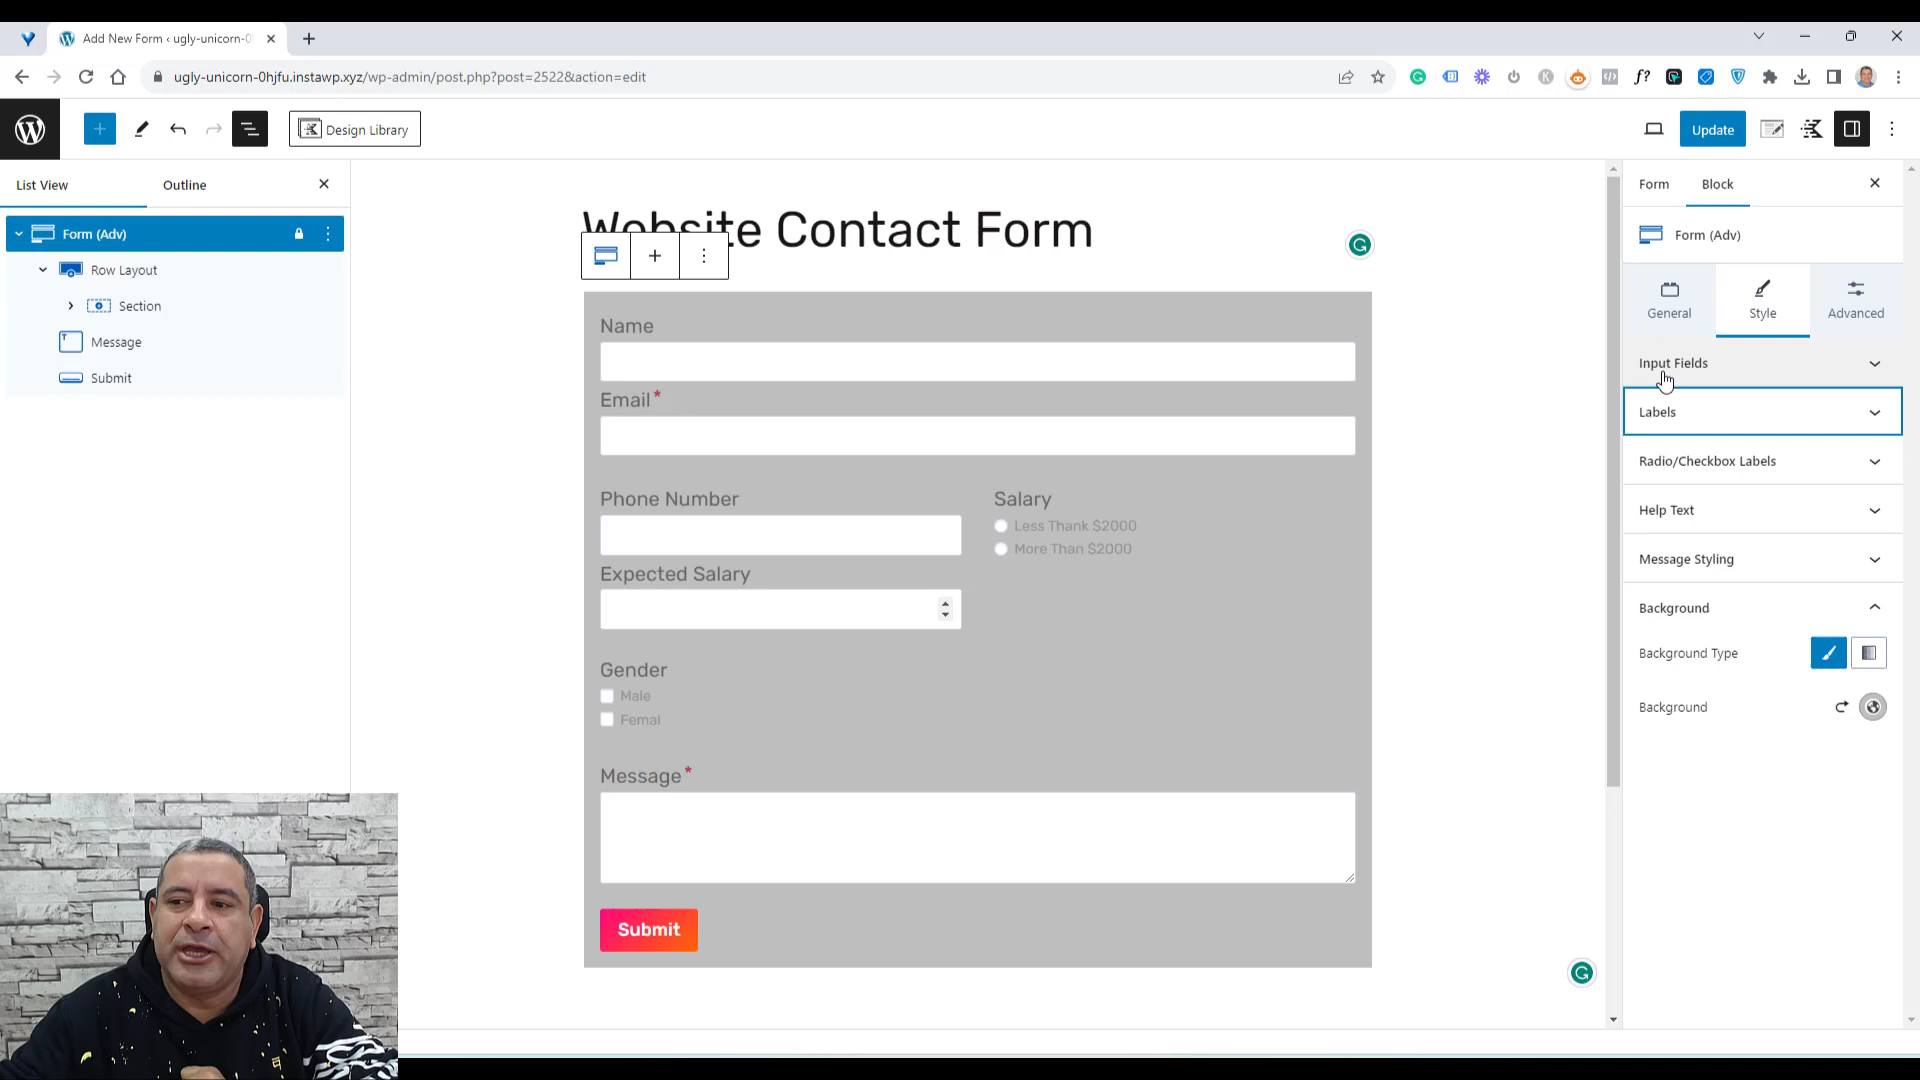 Add New Form ‹ ugly-unicorn-0
ugly-unicorn-0hjfu.instawp.xyz/wp-admin/post.php?post=2522&action=edit
Design Library
Update
List View
Outline
Form (Adv)
Row Layout
Section
Message
Submit
Website Contact Form
Name
Email*
Phone Number
Salary
Less Thank $2000
More Than $2000
Expected Salary
Gender
Male
Femal
Message*
Submit
Form
Block
Form (Adv)
General
Style
Advanced
Input Fields
Labels
Radio/Checkbox Labels
Help Text
Message Styling
Background
Background Type
Background